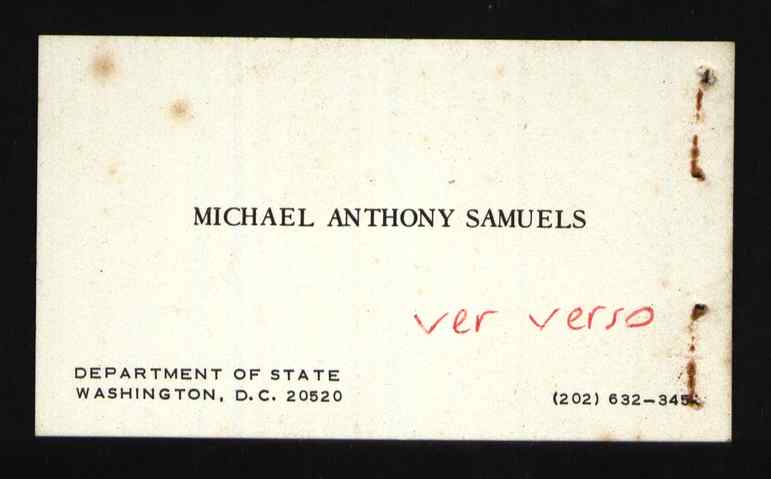 MICHAEL ANTHONY SAMUELS
ver verso
DEPARTMENT OF STATE
WASHINGTON, D.C. 20520
(202) 632-345